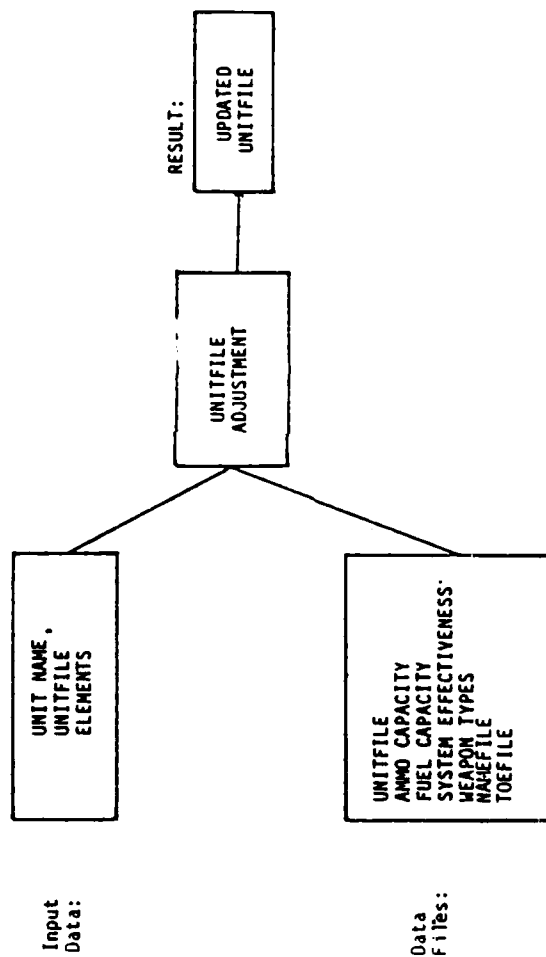 Input
Data:
UNIT NAME,
UNITFILE
ELEMENTS
Data
Files:
UNITFILE
AMMO CAPACITY
FUEL CAPACITY
SYSTEM EFFECTIVENESS
WEAPON TYPES
NAMEFILE
TOEFILE
UNITFILE
ADJUSTMENT
RESULT:
UPDATED
UNITFILE